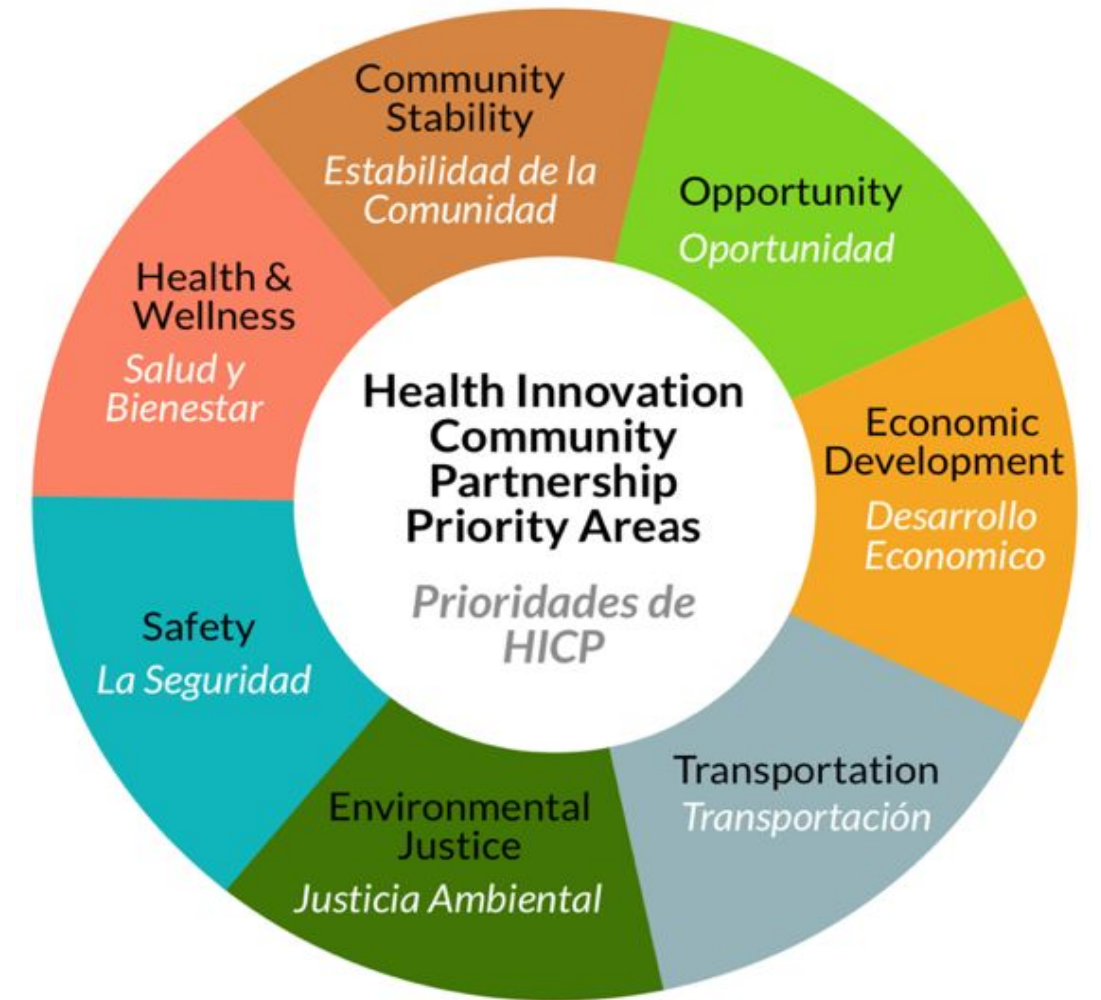 Health Innovation
Community
Partnership
Priority Areas
Prioridades de
HICP
Community
Stability
Estabilidad de la
Comunidad
Opportunity
Oportunidad
Economic
Development
Desarrollo
Economico
Transportation
Transportación
Environmental
Justice
Justicia Ambiental
Safety
La Seguridad
Health &
Wellness
Salud y
Bienestar